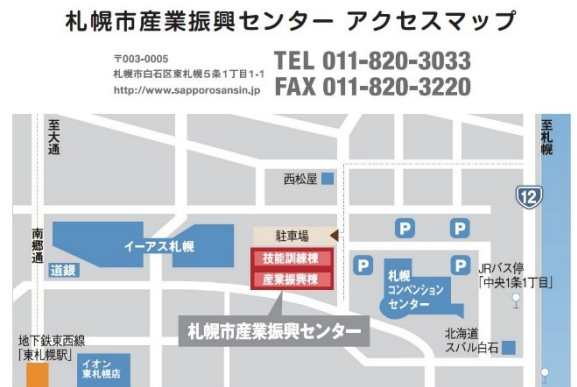 札幌市産業振興センター アクセスマップ
〒003-0005
札幌市白石区東札幌5条1丁目1-1
http://www.sapporosansin.jp
TEL 011-820-3033
FAX 011-820-3220
至大通
至札幌
西松屋
12
南郷通
イーアス札幌
道銀
駐車場
技能訓練棟
産業振興棟
P
P
P
P
札幌
コンベンション
センター
JRバス停
「中央1条1丁目」
札幌市産業振興センター
北海道
スバル白石
地下鉄東西線
「東札幌駅」
イオン
東札幌店